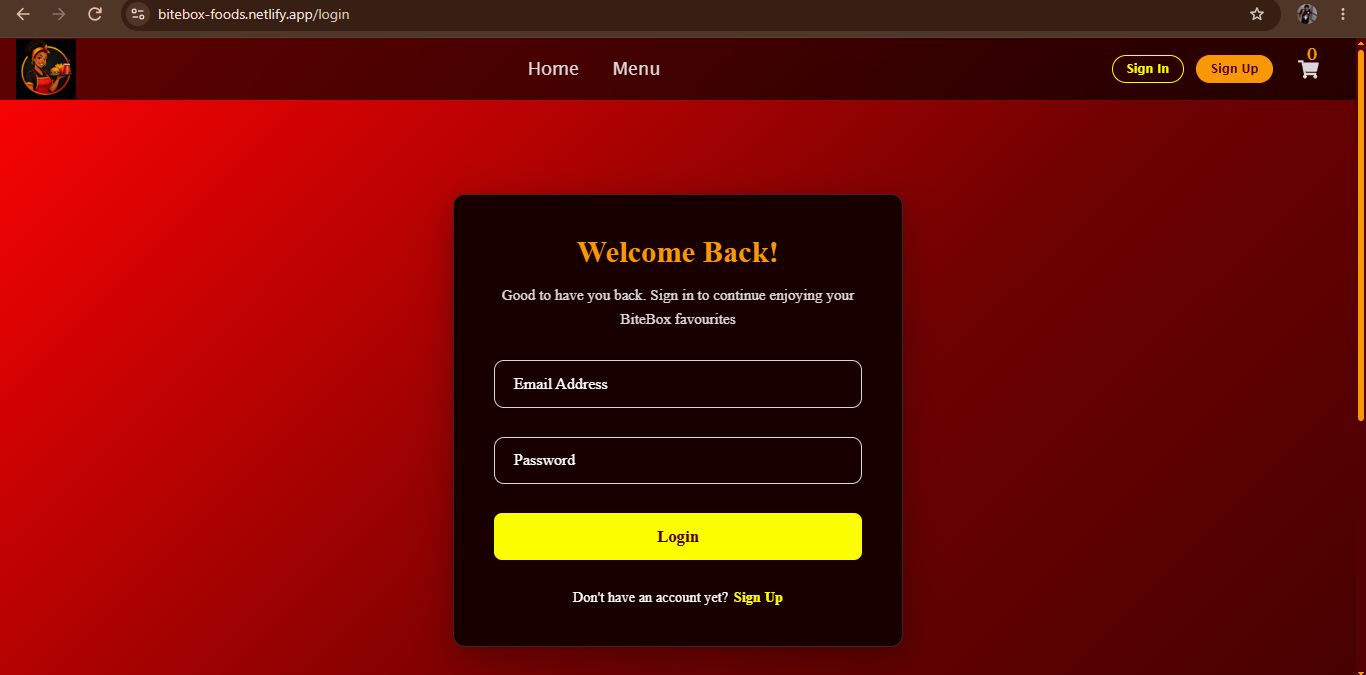 bitebox-foods.netlify.app/login
Home
Menu
Sign In
Sign Up
0
Welcome Back!
Good to have you back. Sign in to continue enjoying your
BiteBox favourites
Email Address
Password
Login
Don't have an account yet? Sign Up